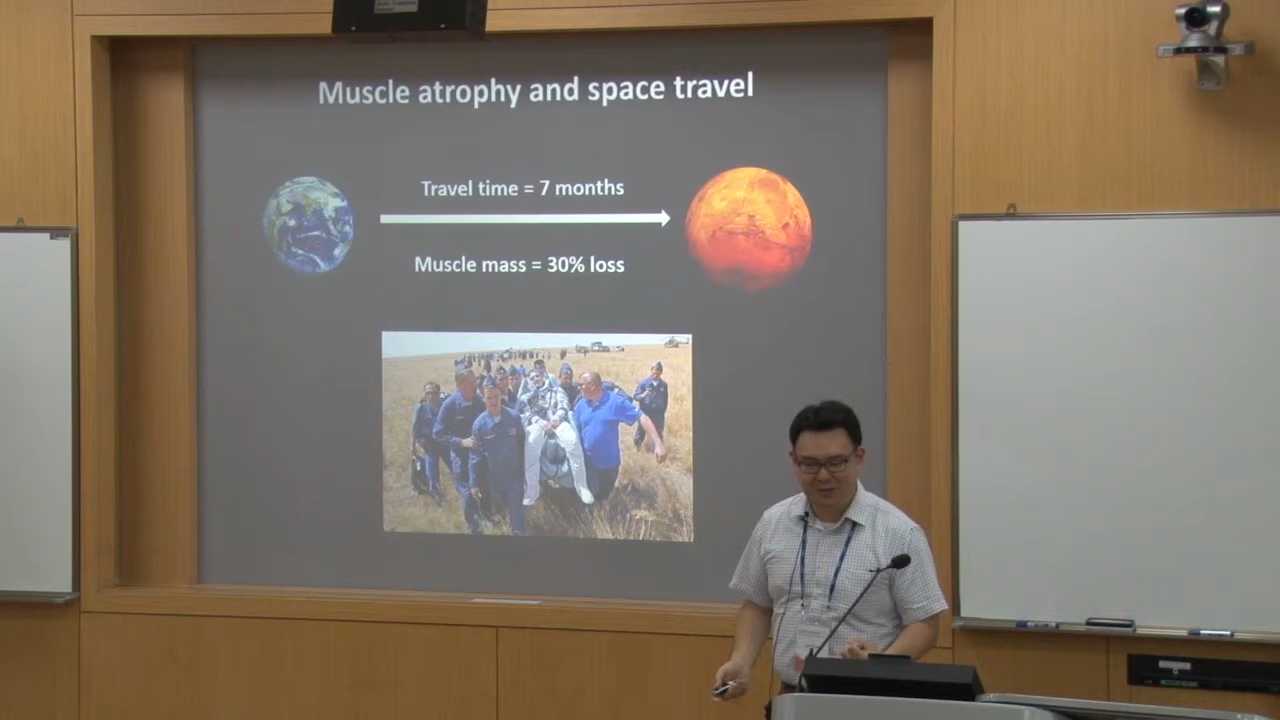 Muscle atrophy and space travel
Travel time = 7 months
Muscle mass = 30% loss